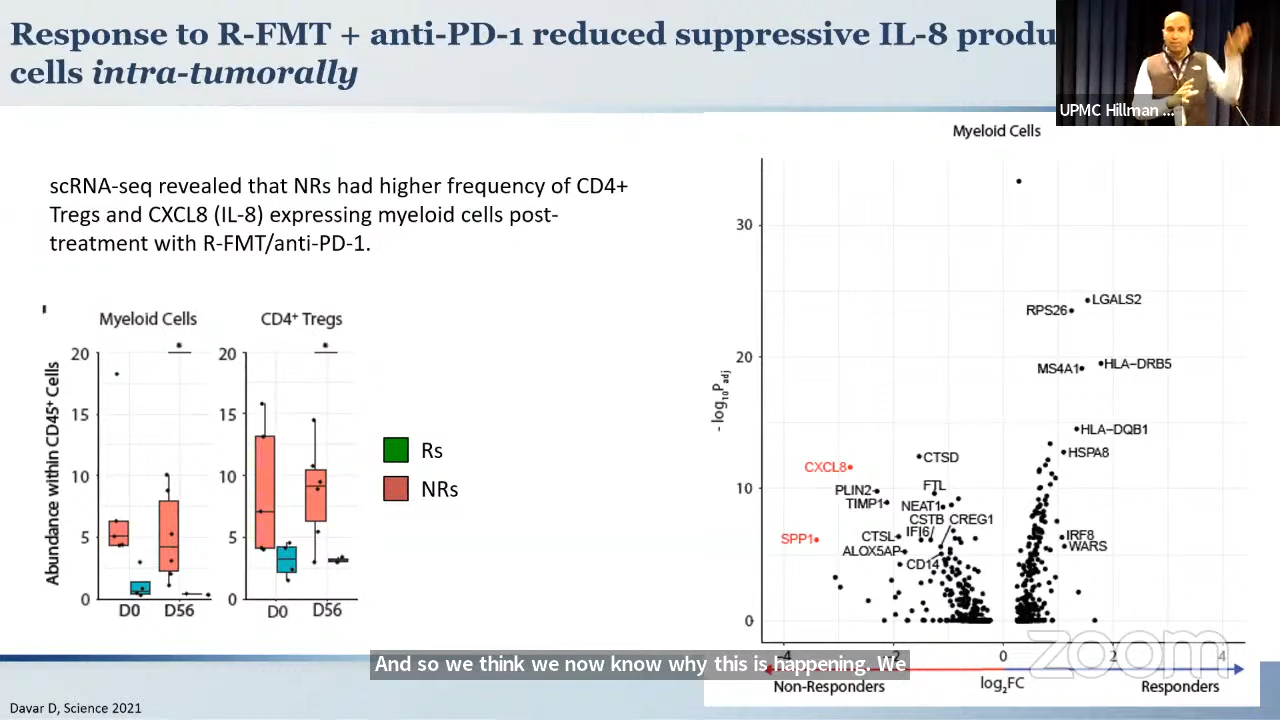 Response to R-FMT + anti-PD-1 reduced suppressive IL-8 produ
cells intra-tumorally
UPMC Hillman ...
scRNA-seq revealed that NRs had higher frequency of CD4+
Tregs and CXCL8 (IL-8) expressing myeloid cells post-
treatment with R-FMT/anti-PD-1.
Myeloid Cells
CD4+ Tregs
Abundance within CD45+ Cells
20
15
10
5
0
*
D0
D56
20
15
10
5
0
*
D0
D56
Rs
NRs
Myeloid Cells
- log10Padj
30
20
10
0
LGALS2
RPS26
HLA-DRB5
MS4A1
HLA-DQB1
HSPA8
CTSD
CXCL8
FTL
PLIN2
TIMP1
NEAT1
CSTB
CREG1
IFI6/
CTSL
SPP1
IRF8
WARS
ALOX5AP
CD14
-4
-2
0
2
4
Non-Responders
log2FC
Responders
zoom
And so we think we now know why this is happening. We
Davar D, Science 2021